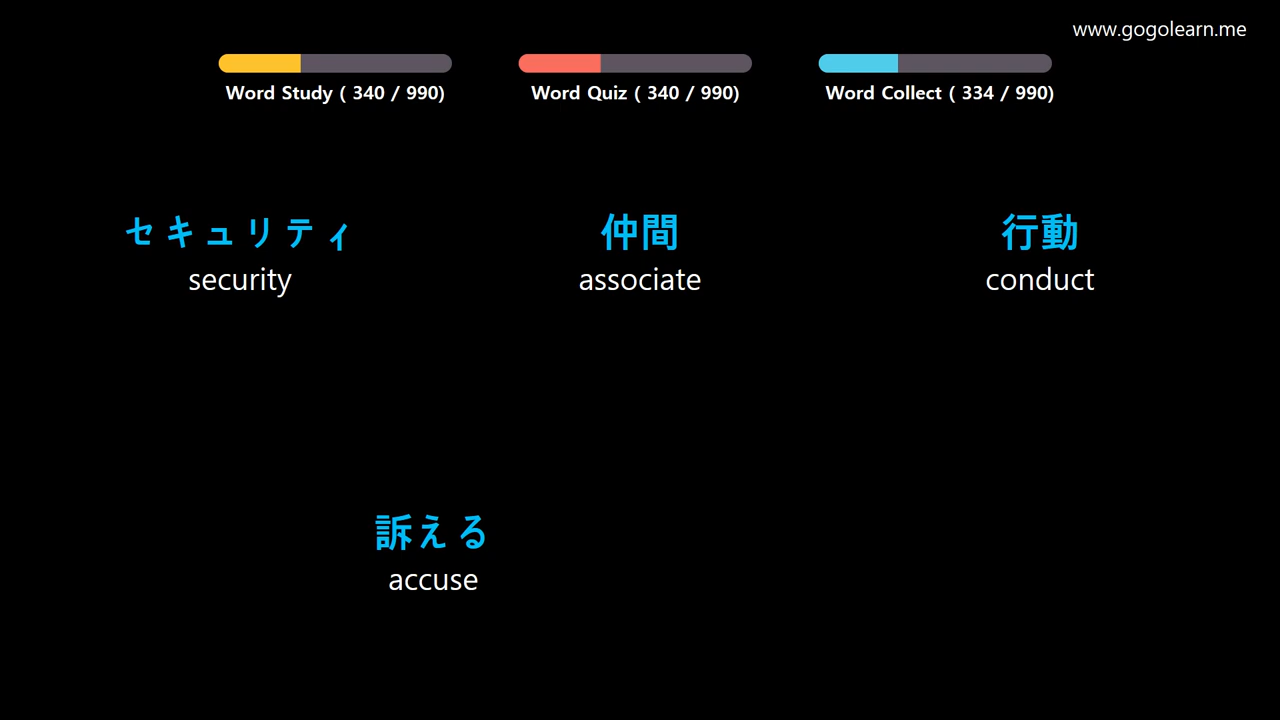 www.gogolearn.me
Word Study ( 340 / 990)
Word Quiz ( 340 / 990)
Word Collect ( 334 / 990)
セキュリティ
security
仲間
associate
行動
conduct
訴える
accuse